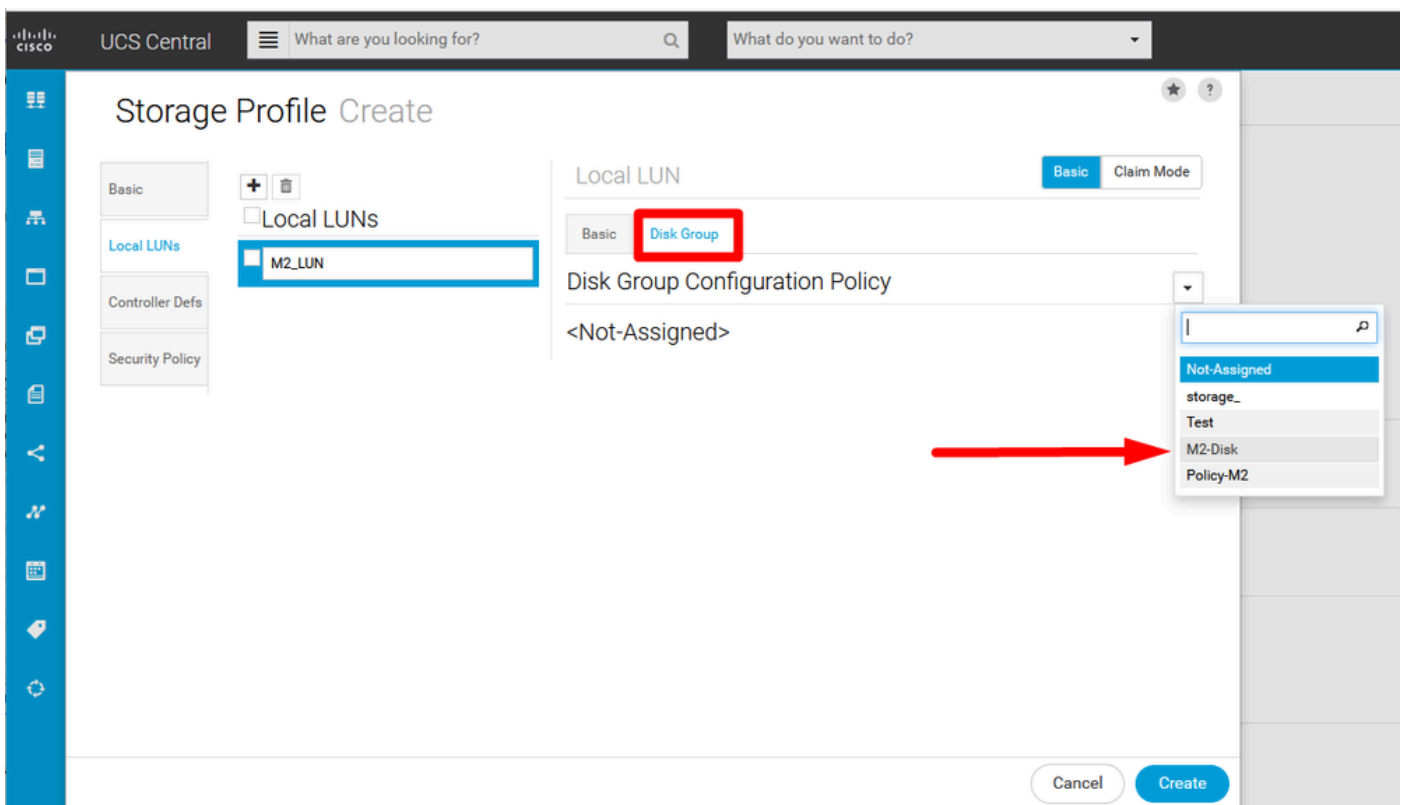 cisco
UCS Central
What are you looking for?
What do you want to do?
Storage Profile Create
?
Basic
Local LUNs
Controller Defs
Security Policy
Local LUNs
M2_LUN
Local LUN
Basic
Claim Mode
Basic
Disk Group
Disk Group Configuration Policy
<Not-Assigned>
Not-Assigned
storage_
Test
M2-Disk
Policy-M2
Cancel
Create